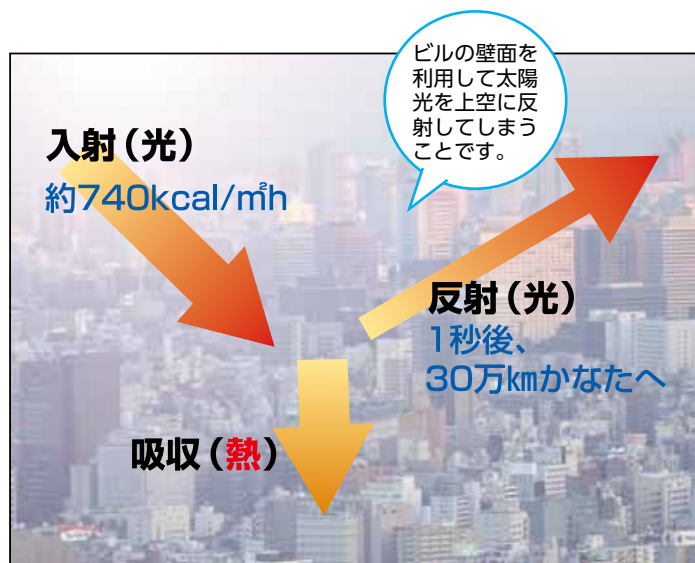 ビルの壁面を
利用して太陽
光を上空に反
射してしまう
ことです。
入射(光)
約740kcal/㎡h
反射(光)
1秒後、
30万㎞かなたへ
吸収(熱)